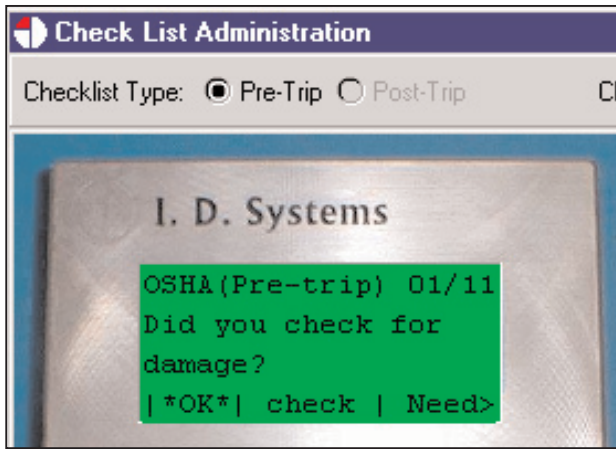 Check List Administration
Checklist Type: Pre-Trip Post-Trip
I. D. Systems
OSHA(Pre-trip) 01/11
Did you check for
damage?
|*OK*| check | Need>